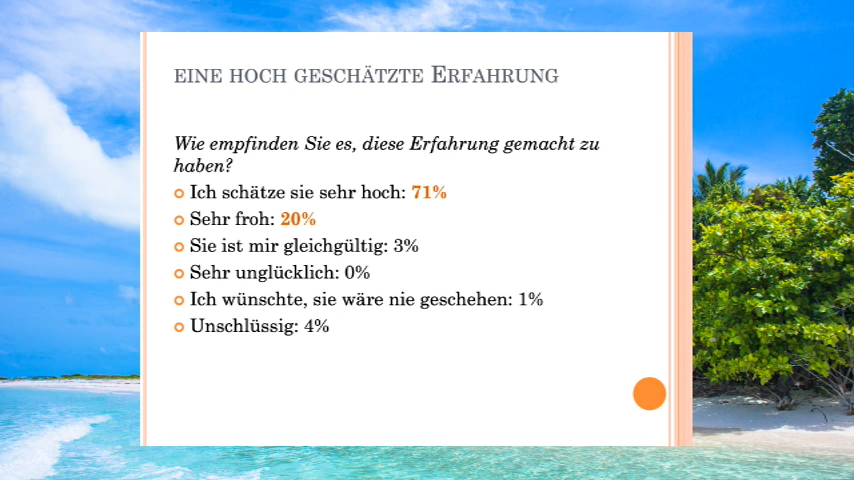 EINE HOCH GESCHÄTZTE ERFAHRUNG
Wie empfinden Sie es, diese Erfahrung gemacht zu
haben?
Ich schätze sie sehr hoch: 71%
Sehr froh: 20%
Sie ist mir gleichgültig: 3%
Sehr unglücklich: 0%
Ich wünschte, sie wäre nie geschehen: 1%
Unschlüssig: 4%